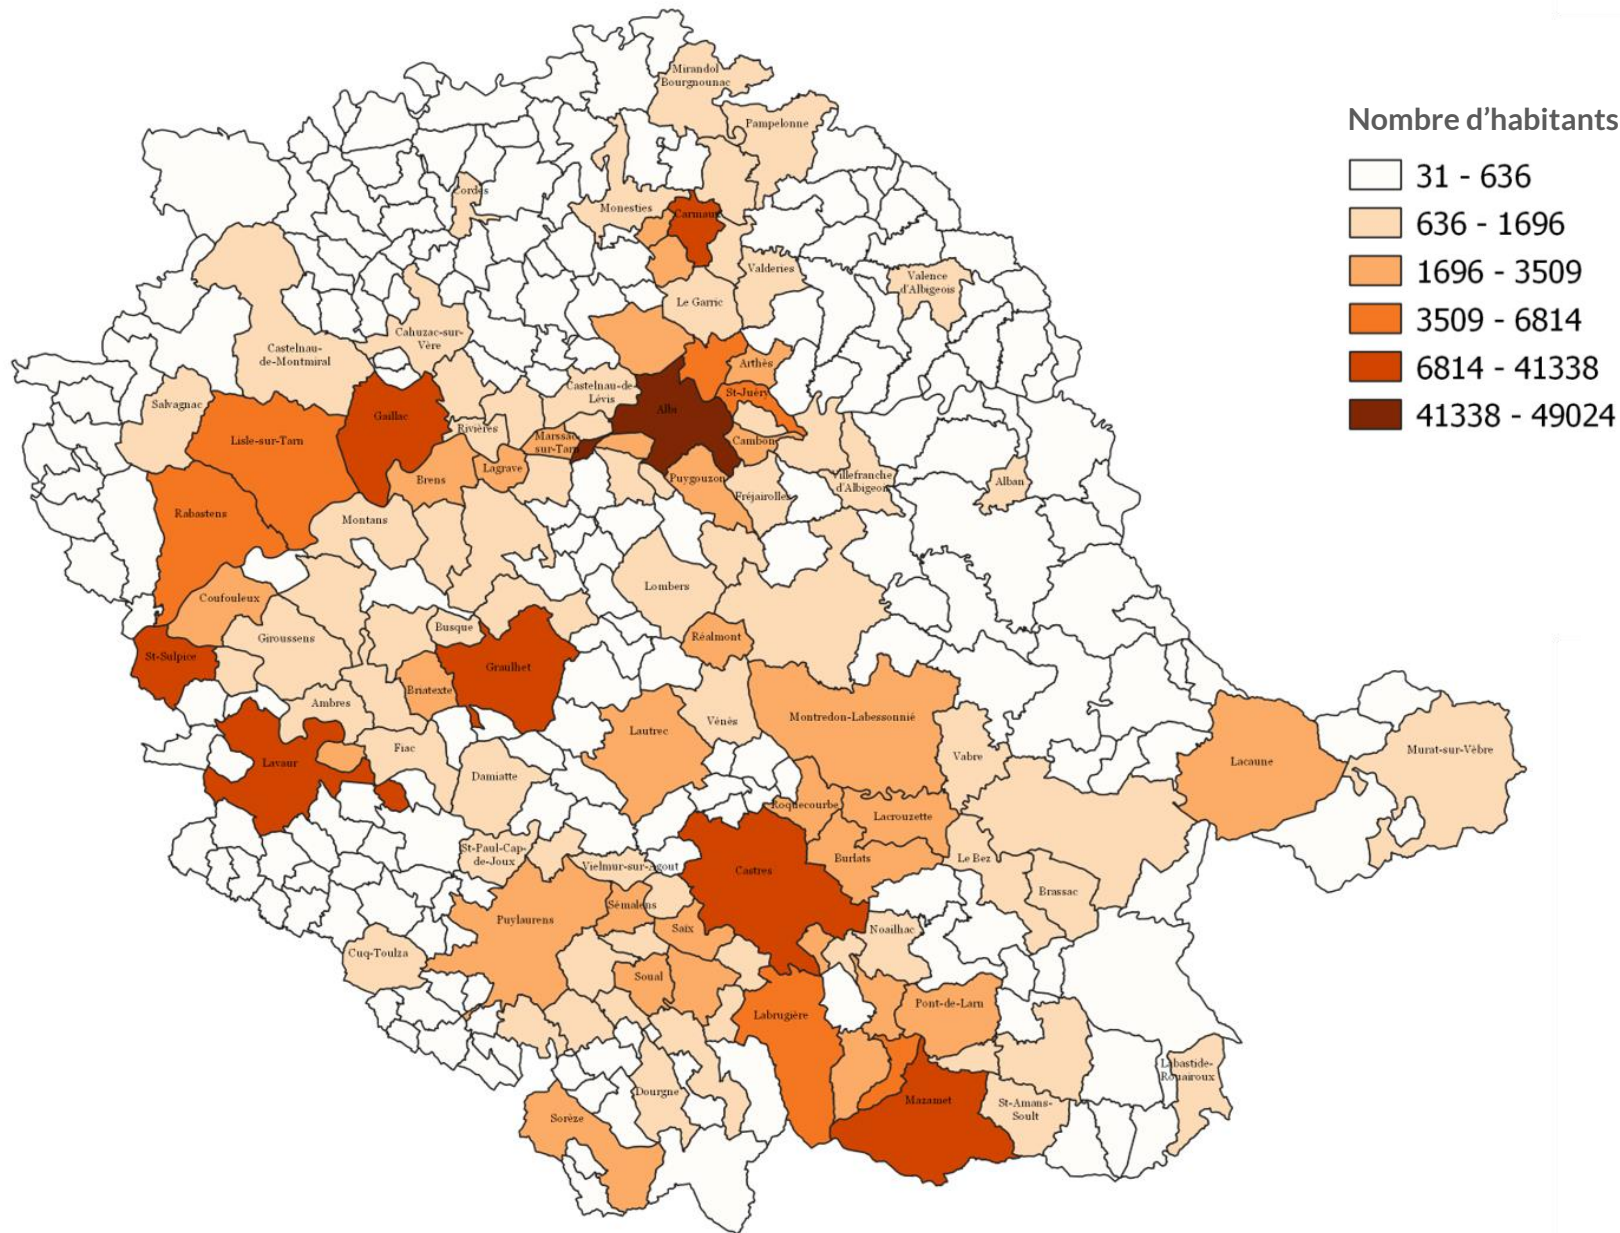 Nombre d’habitants
31 - 636
636 - 1696
1696 - 3509
3509 - 6814
6814 - 41338
41338 - 49024
Mirandol
Bourgnounac
Pampelonne
Cordes
Monesties
Carmaux
Valderies
Valence
d'Albigeois
Le Garric
Cahuzac-sur-
Vère
Castelnau-
de-Montmiral
Arthès
Castelnau-de-
Lévis
St-Juéry
Salvagnac
Gaillac
Albi
Rivières
Lisle-sur-Tarn
Marssac-
sur-Tarn
Cambon
Lagrave
Brens
Puygouzon
Villefranche
d'Albigeois
Alban
Fréjairolles
Rabastens
Montans
Lombers
Coufouleux
Busque
Giroussens
Réalmont
St-Sulpice
Graulhet
Briatexte
Ambres
Vénès
Montredon-Labessonnié
Lautrec
Fiac
Vabre
Murat-sur-Vèbre
Lavaur
Lacaune
Damiatte
Roquecourbe
Lacrouzette
St-Paul-Cap-
de-Joux
Burlats
Le Bez
Vielmur-sur-Agout
Castres
Brassac
Sémalens
Puylaurens
Saïx
Noailhac
Cuq-Toulza
Soual
Pont-de-Larn
Labrugière
Labastide-
Rouairoux
Dourgne
Mazamet
St-Amans-
Soult
Sorèze